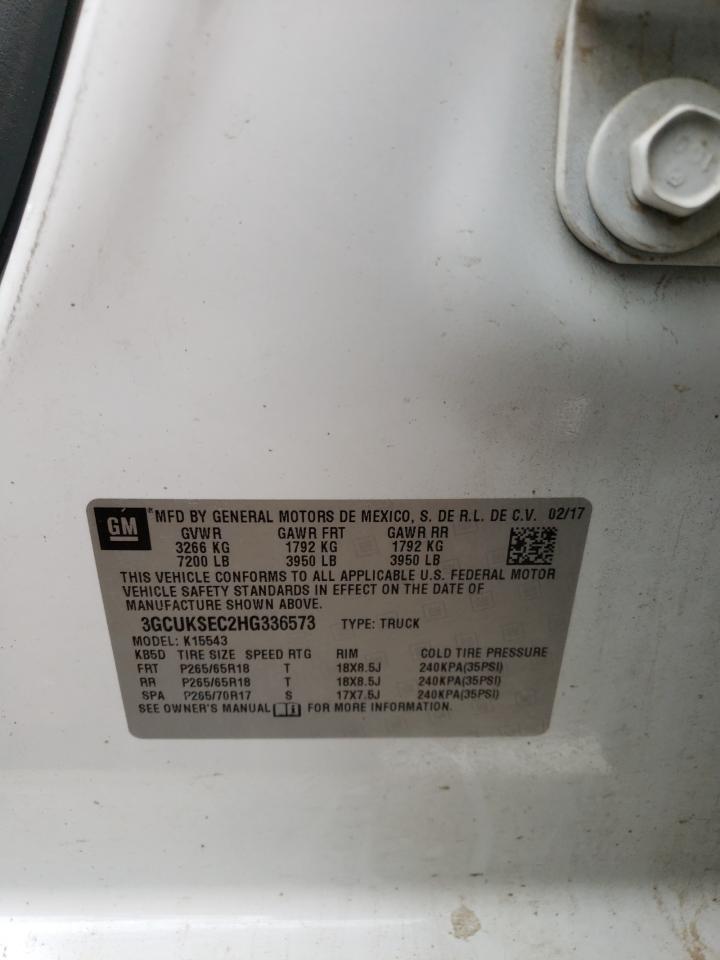 GM ® MFD BY GENERAL MOTORS DE MEXICO, S. DE R.L. DE C.V. 02/17
GVWR GAWR FRT GAWR RR
3266 KG 1792 KG 1792 KG
7200 LB 3950 LB 3950 LB
THIS VEHICLE CONFORMS TO ALL APPLICABLE U.S. FEDERAL MOTOR
VEHICLE SAFETY STANDARDS IN EFFECT ON THE DATE OF
MANUFACTURE SHOWN ABOVE.
3GCUKSEC2HG336573 TYPE: TRUCK
MODEL: K15543
KB5D TIRE SIZE SPEED RTG RIM COLD TIRE PRESSURE
FRT P265/65R18 T 18X8.5J 240KPA(35PSI)
RR P265/65R18 T 18X8.5J 240KPA(35PSI)
SPA P265/70R17 S 17X7.5J 240KPA(35PSI)
SEE OWNER'S MANUAL FOR MORE INFORMATION.